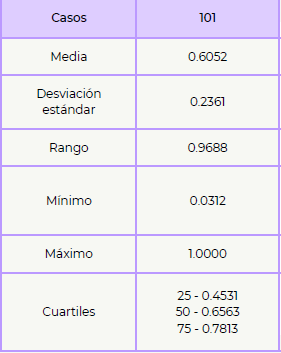 Casos 101
Media 0.6052
Desviación
estándar 0.2361
Rango 0.9688
Mínimo 0.0312
Máximo 1.0000
Cuartiles
25 - 0.4531
50 - 0.6563
75 - 0.7813